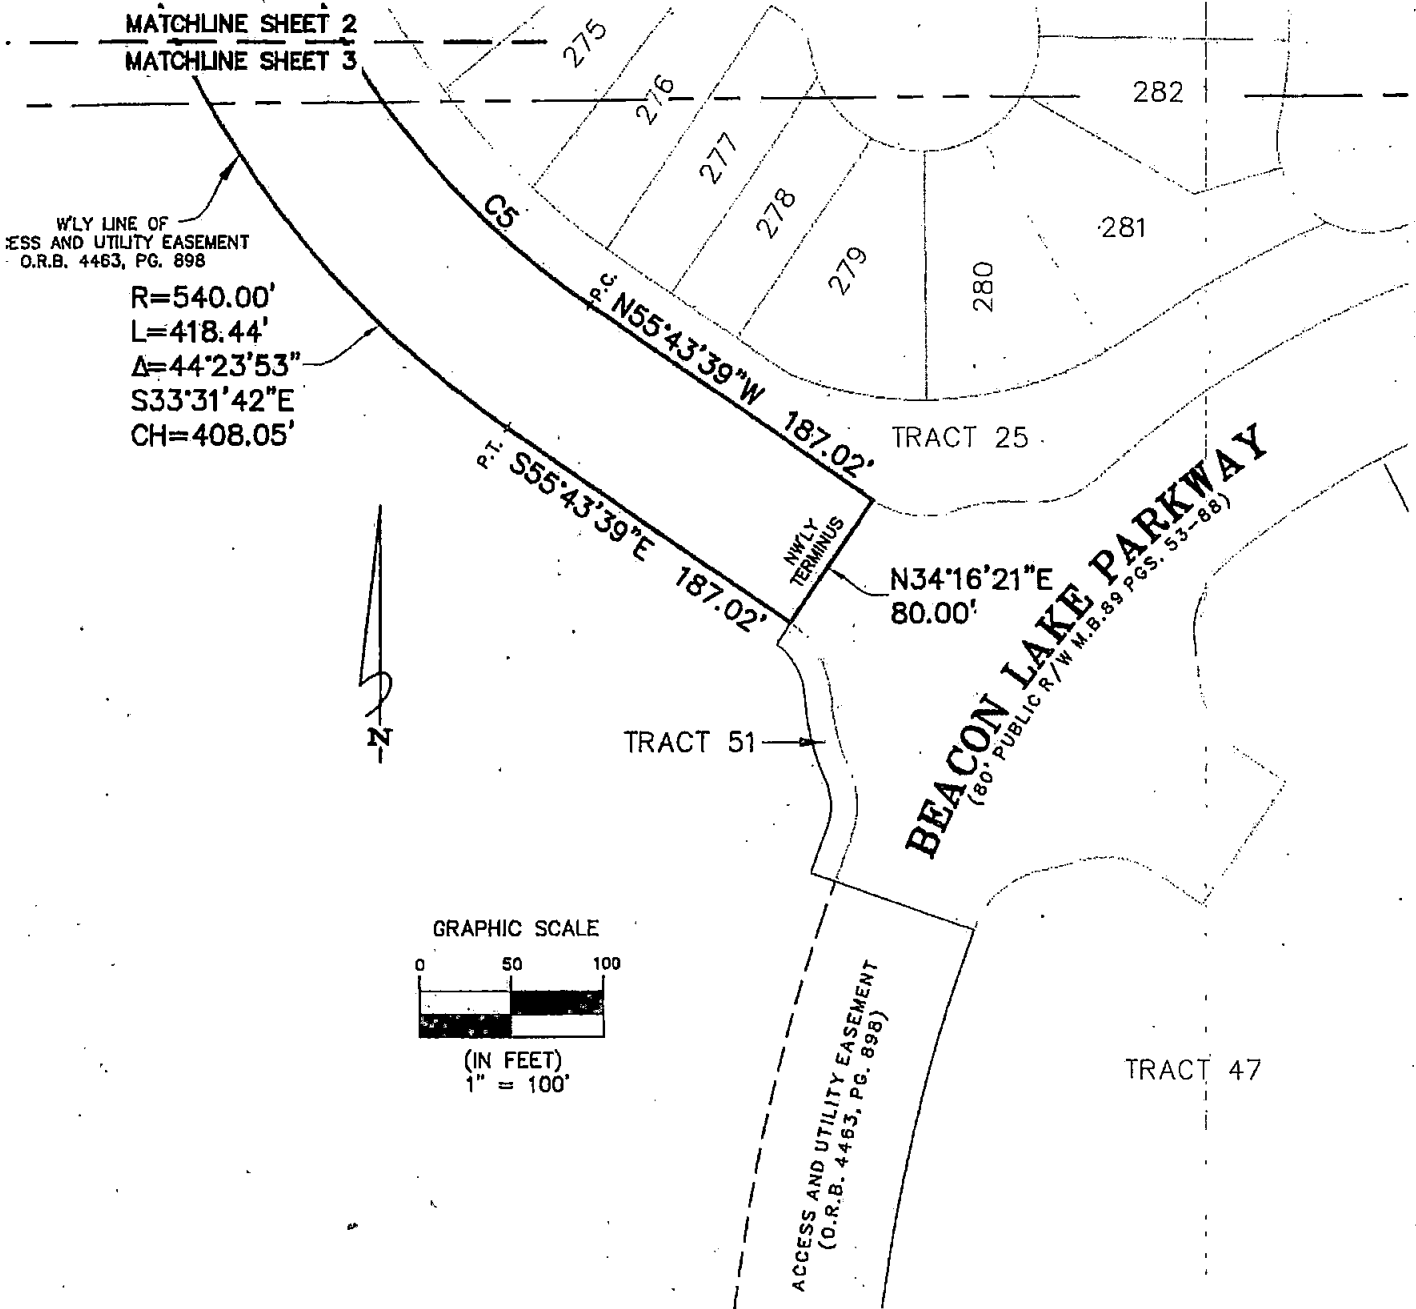 MATCHLINE SHEET 2
MATCHLINE SHEET 3
275
276
277
278
279
280
281
282
W'LY LINE OF
ESS AND UTILITY EASEMENT
O.R.B. 4463, PG. 898
R=540.00'
L=418.44'
Δ=44°23'53"
S33°31'42"E
CH=408.05'
C5
P.C.
N55°43'39"W 187.02'
P.T.
S55°43'39"E 187.02'
NW'LY
TERMINUS
N34°16'21"E
80.00'
TRACT 25
BEACON LAKE PARKWAY
(80' PUBLIC R/W M.B.89 PGS. 53-88)
N
TRACT 51
GRAPHIC SCALE
0 50 100
(IN FEET)
1" = 100'
ACCESS AND UTILITY EASEMENT
(O.R.B. 4463, PG. 898)
TRACT 47